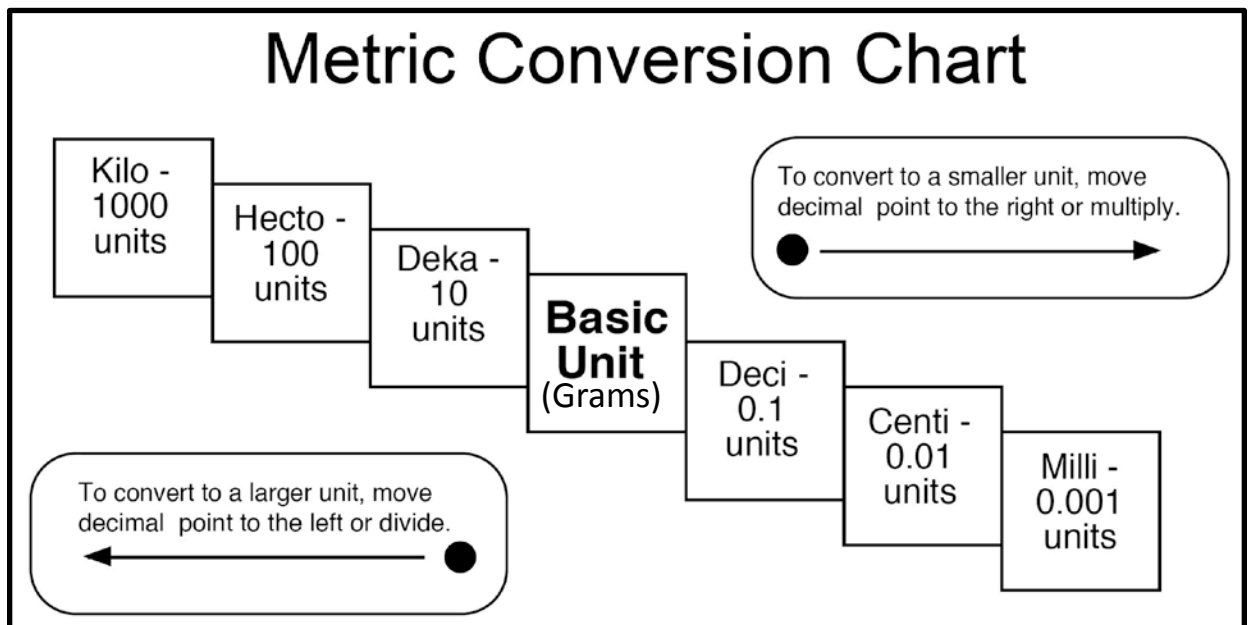 Metric Conversion Chart
Kilo -
1000
units
Hecto -
100
units
Deka -
10
units
Basic
Unit
(Grams)
Deci -
0.1
units
Centi -
0.01
units
Milli -
0.001
units
To convert to a smaller unit, move
decimal point to the right or multiply.
To convert to a larger unit, move
decimal point to the left or divide.